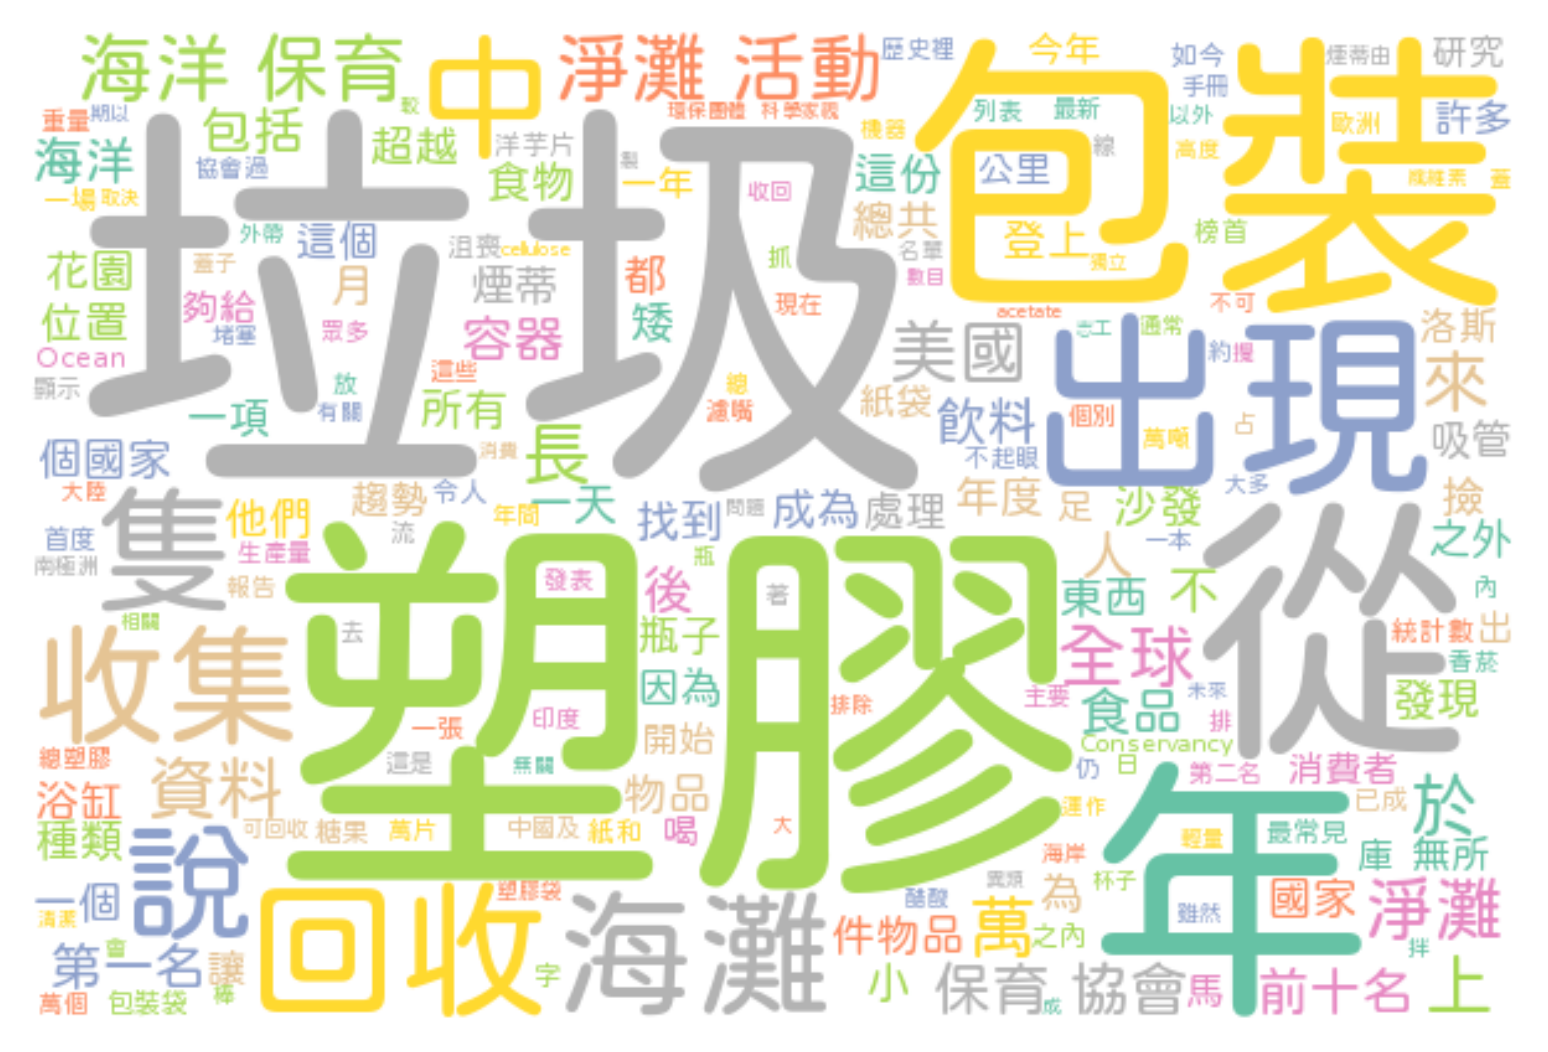 海洋 保育 中 淨灘 活動 歷史裡 今年 如今 煙蒂由 研究
手冊
重量 期以 包括 較 環保團體 科學家視 列表 最新 以外 歐洲 許多
海洋 協會過 超越 洋芋片 機器 線 高度
食物 製 一年 這份 公里 纖維素 蓋
一場 取決 收回 總共 登上 榜首
外帶 這個 沮喪 cellulose 抓 名單 獨立
花園 蓋子 月 煙蒂 都 數目
垃圾 包裝
位置 夠給 堵塞 眾多 容器 矮 現在 acetate 志工 通常 不可 洛斯
Ocean 這些 美國 約 攫 來
顯示 放 總
一項 有關 所有 濾嘴 紙袋 飲料 個別 占
出現
個國家 消費 長 不起眼 萬噸 吸管
大陸 趨勢 令人 一天 年度 足 沙發 大多 撿
隻 他們 年間 找到 問題 成為 處理 之外
首度 生產量 流 瓶 人 一本
南極洲 報告 發表 後 著 東西 不 從 內
相關 去 瓶子 全球 統計數 出
收集 塑膠 因為 主要 食品 未來 香菸
一張 印度 排除 排 發現
總塑膠 這是 無關 開始 Conservancy
浴缸 資料 物品 仍 日 第二名 消費者
種類 可回收 糖果 萬片 中國及 紙和 喝 大 運作 已成 於
說 輕量 最常見
年 海岸 庫 無所
一個 塑膠袋 異類 杯子
清潔 回收 海灘 醋酸 為 雖然 國家 淨灘
會 件物品 萬 之內
第一名 讓 字 小 保育 協會 拌
萬個 包裝袋 棒 成 馬 前十名 上